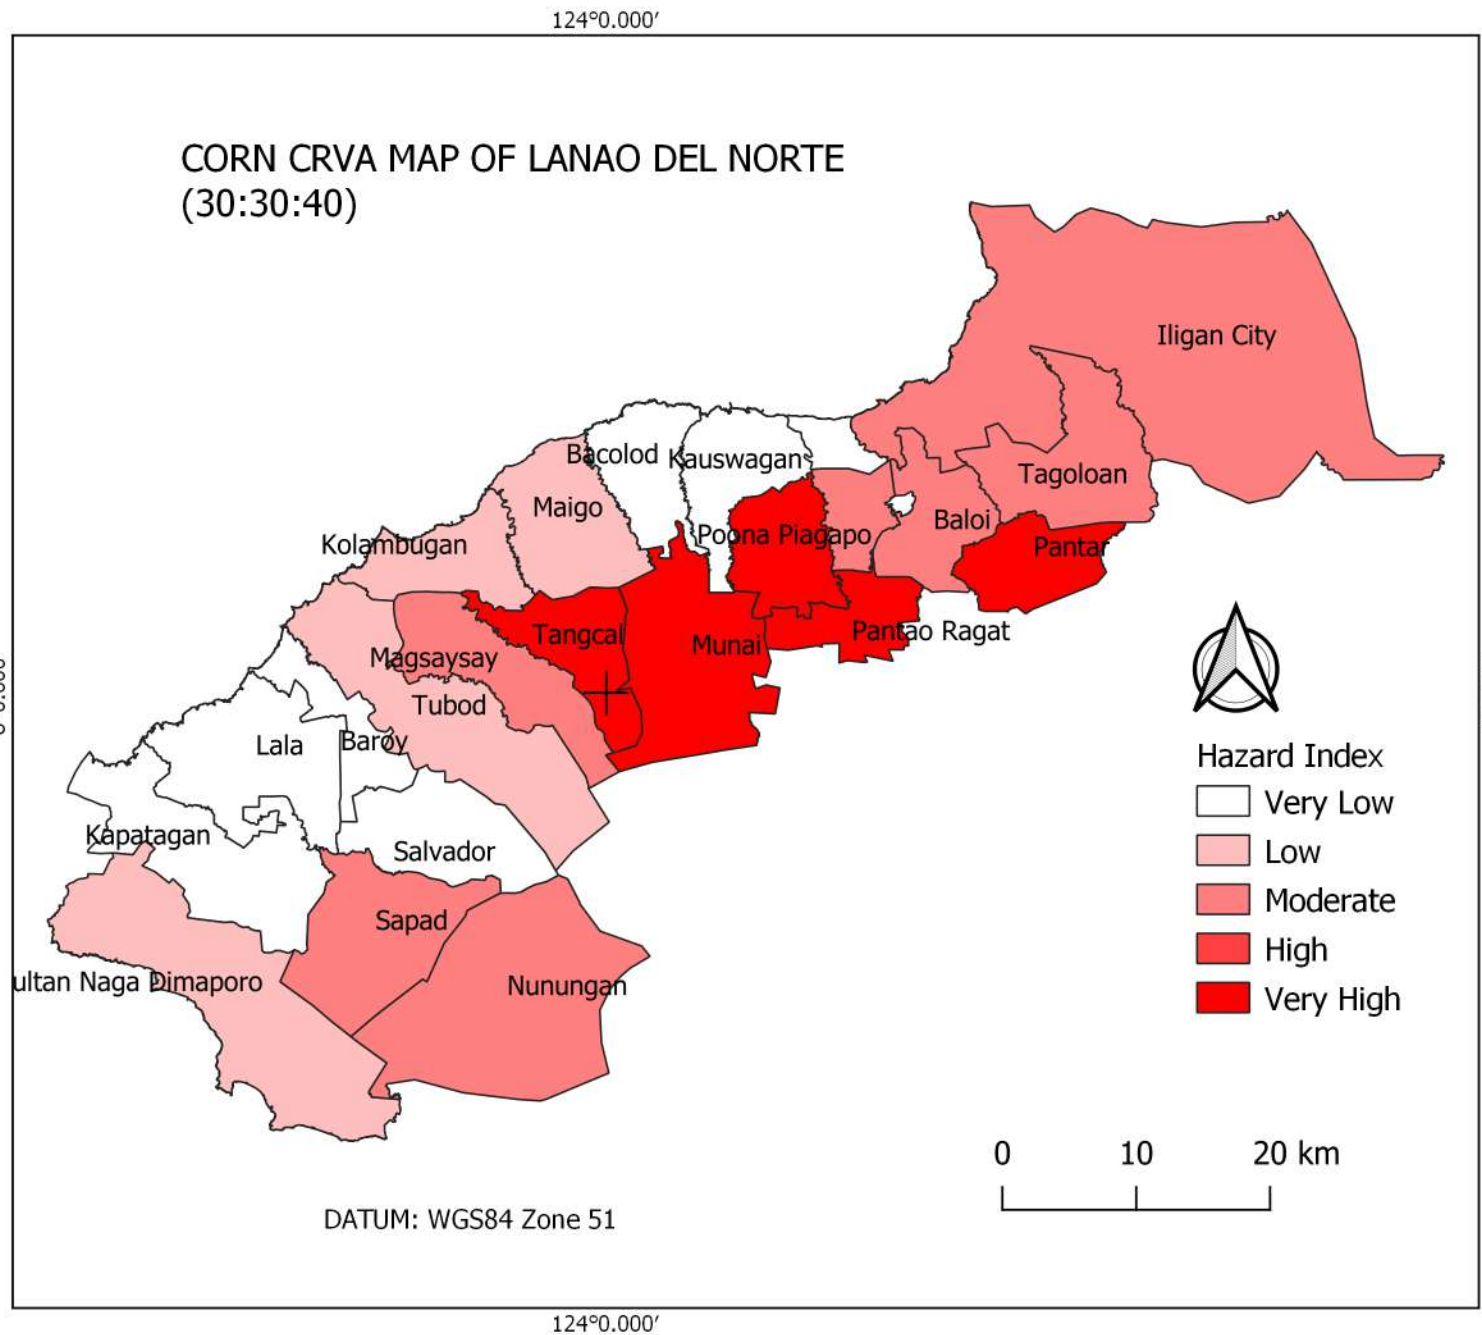 124°0.000′
CORN CRVA MAP OF LANAO DEL NORTE
(30:30:40)
Iligan City
Bacolod
Kauswagan
Tagoloan
Maigo
Baloi
Poona Piagapo
Kolambugan
Pantar
Tangcal
Pantao Ragat
Munai
Magsaysay
Tubod
Lala
Baroy
Hazard Index
Very Low
Kapatagan
Salvador
Low
Moderate
Sapad
High
ultan Naga Dimaporo
Nunungan
Very High
0 10 20 km
DATUM: WGS84 Zone 51
124°0.000′